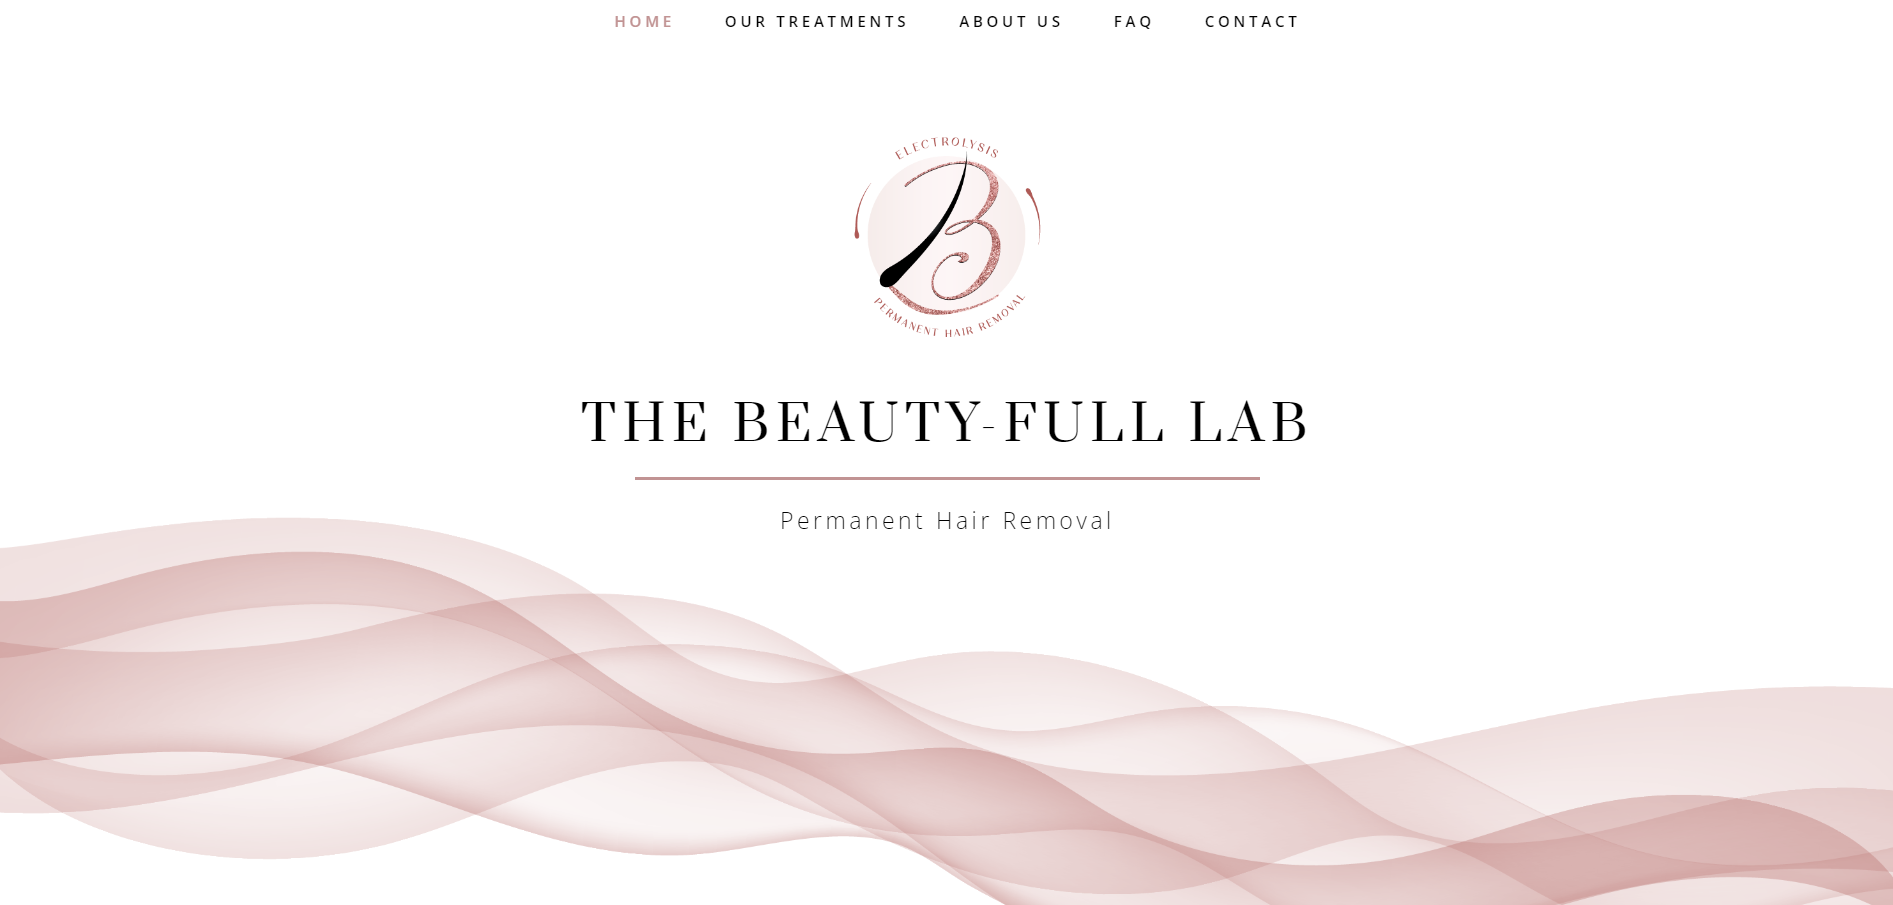 HOME OUR TREATMENTS ABOUT US FAQ CONTACT
ELECTROLYSIS
PERMANENT HAIR REMOVAL
THE BEAUTY-FULL LAB
Permanent Hair Removal